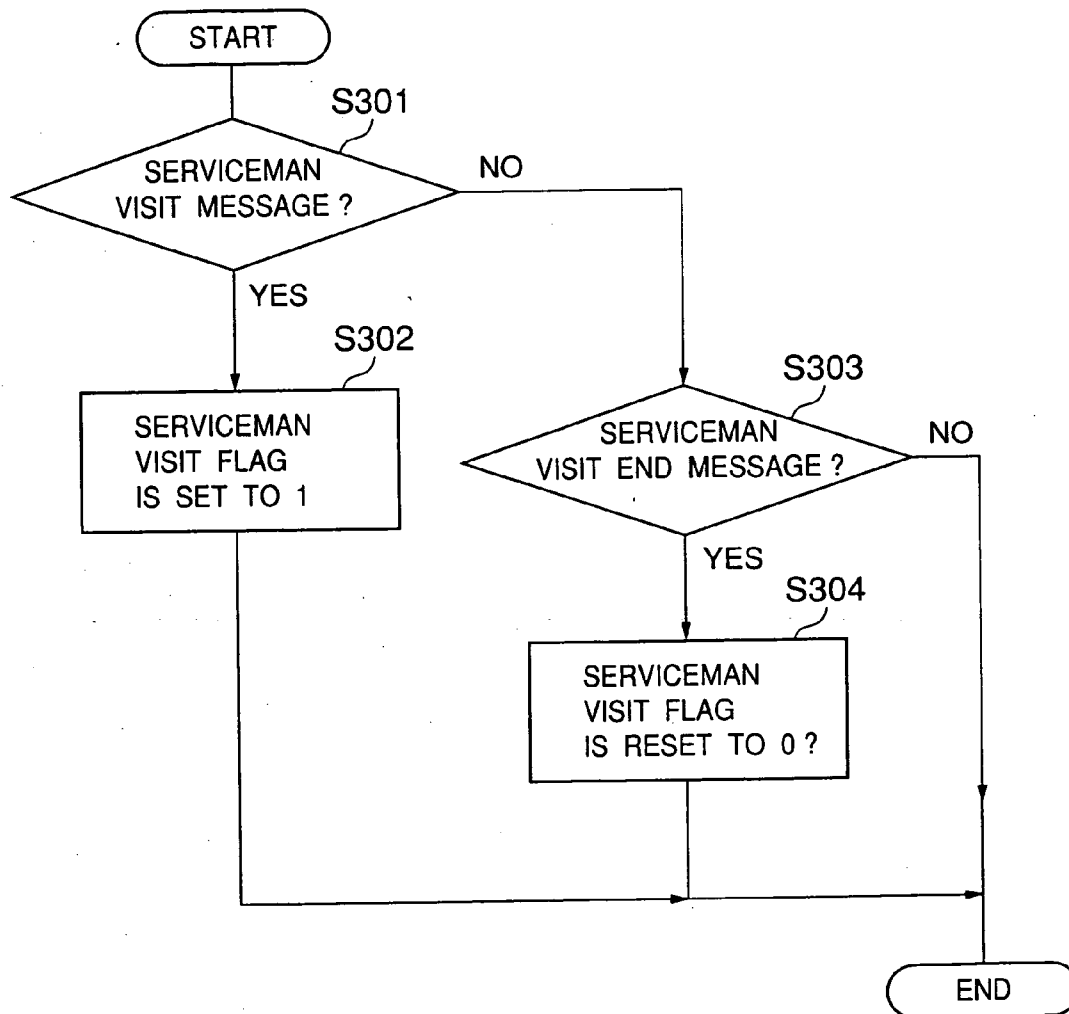 START
S301
SERVICEMAN
VISIT MESSAGE ?
NO
YES
S302
SERVICEMAN
VISIT FLAG
IS SET TO 1
S303
SERVICEMAN
VISIT END MESSAGE ?
NO
YES
S304
SERVICEMAN
VISIT FLAG
IS RESET TO 0 ?
END